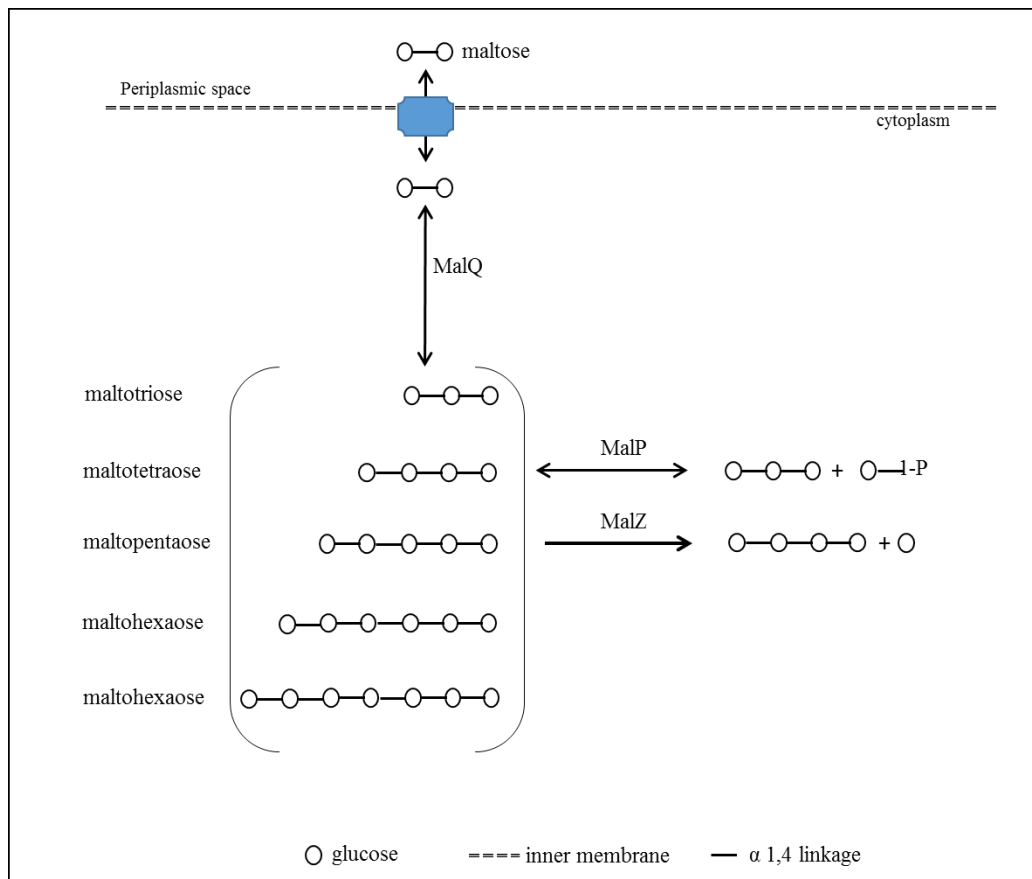 maltose
Periplasmic space
cytoplasm
MalQ
maltotriose
maltotetraose
MalP
+
1-P
maltopentaose
MalZ
+
maltohexaose
maltohexaose
glucose
inner membrane
α 1,4 linkage